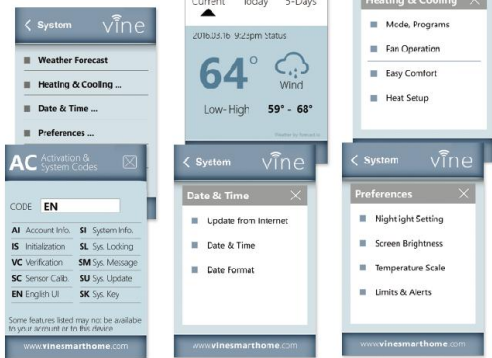 System vine
Weather Forecast
Heating & Cooling ...
Date & Time ...
Preferences ...
Current Today 5-Days
2016.03.16 9:23pm Status
64°
Wind
Low-High 59° - 68°
Heating & Cooling
Mode, Programs
Fan Operation
Easy Comfort
Heat Setup
AC Activation & System Codes
CODE EN
AI Account Info. SI System Info.
IS Initialization SL Sys. Locking
VC Verification SM Sys. Message
SC Sensor Calib. SU Sys. Update
EN English UI SK Sys. Key
Some features listed may not be available
to your account or to this device
www.vinesmarthome.com
System vine
Date & Time
Update from Internet
Date & Time
Date Format
www.vinesmarthome.com
System vine
Preferences
Nightlight Setting
Screen Brightness
Temperature Scale
Limits & Alerts
www.vinesmarthome.com